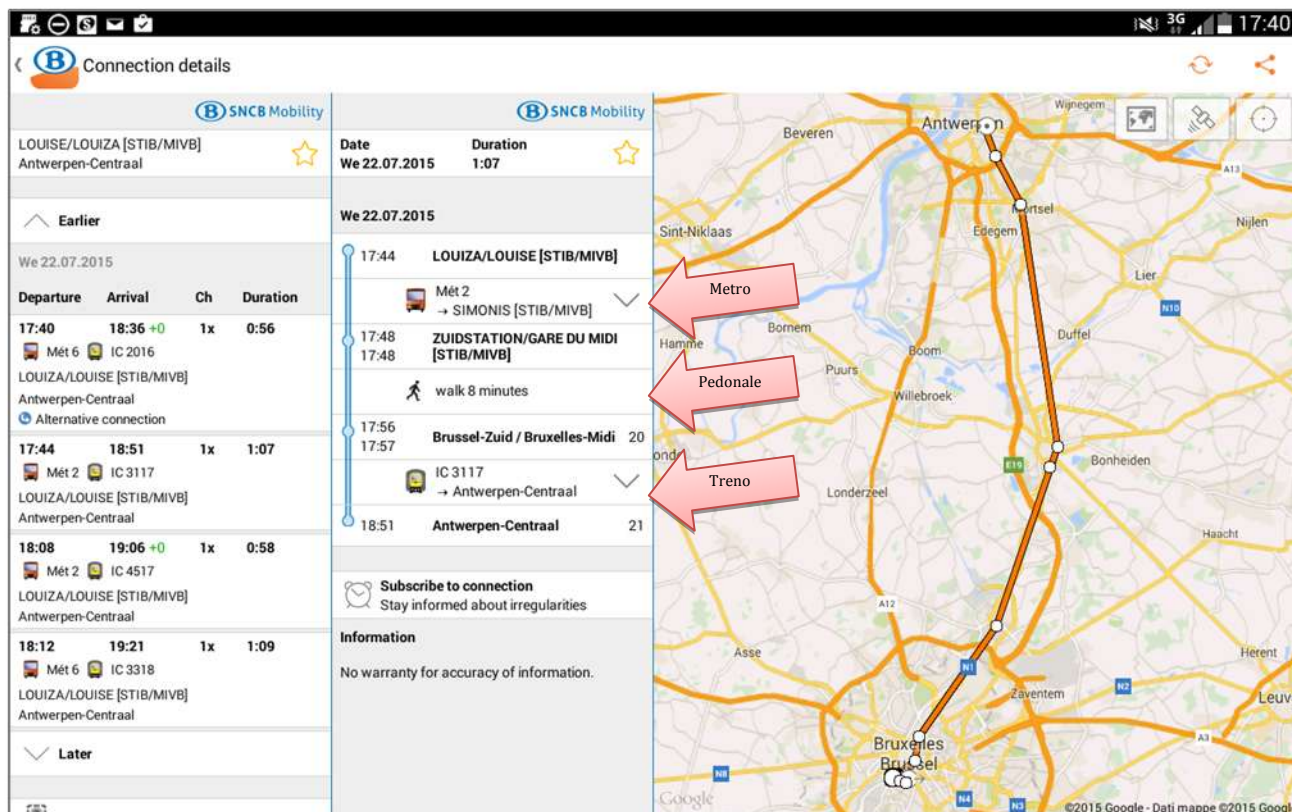 3G 17:40
B Connection details
B SNCB Mobility
LOUISE/LOUIZA [STIB/MIVB]
Antwerpen-Centraal
Earlier
We 22.07.2015
Departure Arrival Ch Duration
17:40 18:36 +0 1x 0:56
Mét 6 IC 2016
LOUIZA/LOUISE [STIB/MIVB]
Antwerpen-Centraal
Alternative connection
17:44 18:51 1x 1:07
Mét 2 IC 3117
LOUIZA/LOUISE [STIB/MIVB]
Antwerpen-Centraal
18:08 19:06 +0 1x 0:58
Mét 2 IC 4517
LOUIZA/LOUISE [STIB/MIVB]
Antwerpen-Centraal
18:12 19:21 1x 1:09
Mét 6 IC 3318
LOUIZA/LOUISE [STIB/MIVB]
Antwerpen-Centraal
Later
B SNCB Mobility
Date Duration
We 22.07.2015 1:07
We 22.07.2015
17:44 LOUIZA/LOUISE [STIB/MIVB]
Mét 2
→ SIMONIS [STIB/MIVB]
17:48 ZUIDSTATION/GARE DU MIDI
17:48 [STIB/MIVB]
walk 8 minutes
17:56
17:57 Brussel-Zuid / Bruxelles-Midi 20
IC 3117
→ Antwerpen-Centraal
18:51 Antwerpen-Centraal 21
Subscribe to connection
Stay informed about irregularities
Information
No warranty for accuracy of information.
Metro
Pedonale
Treno
Wijnegem
Antwerpen
Beveren
A13
Mortsel
Nijlen
Sint-Niklaas
Edegem
Lier
N10
Bornem
Duffel
Hamme
Boom
Puurs
Willebroek
E19
Bonheiden
Londerzeel
Haacht
A12
Asse
Herent
N1
Zaventem
N2
Leuv
A3
Bruxelles
Brussel
N8
N4
N3
Google
©2015 Google - Dati mappe ©2015 Google